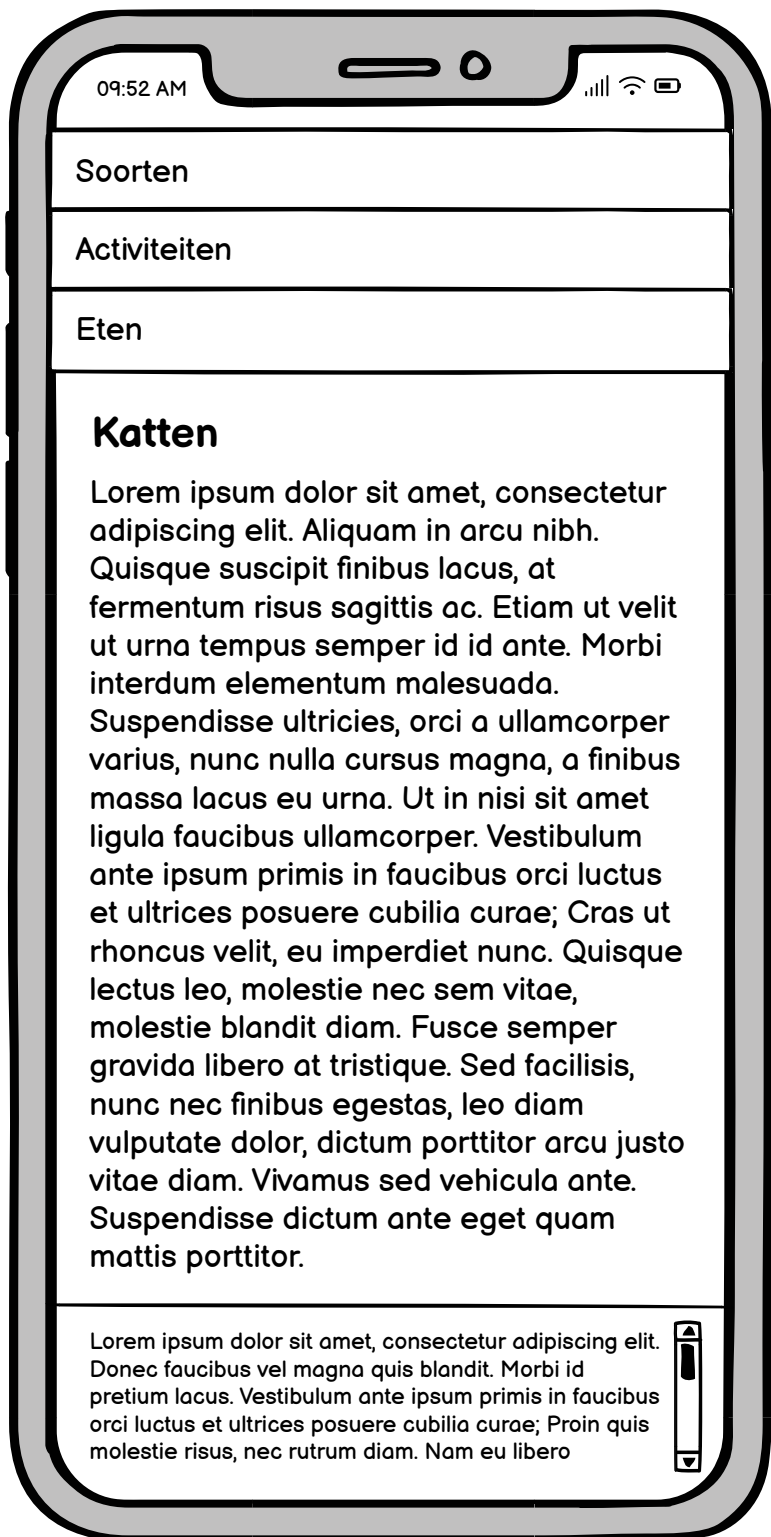 09:52 AM
Soorten
Activiteiten
Eten
Katten
Lorem ipsum dolor sit amet, consectetur
adipiscing elit. Aliquam in arcu nibh.
Quisque suscipit finibus lacus, at
fermentum risus sagittis ac. Etiam ut velit
ut urna tempus semper id id ante. Morbi
interdum elementum malesuada.
Suspendisse ultricies, orci a ullamcorper
varius, nunc nulla cursus magna, a finibus
massa lacus eu urna. Ut in nisi sit amet
ligula faucibus ullamcorper. Vestibulum
ante ipsum primis in faucibus orci luctus
et ultrices posuere cubilia curae; Cras ut
rhoncus velit, eu imperdiet nunc. Quisque
lectus leo, molestie nec sem vitae,
molestie blandit diam. Fusce semper
gravida libero at tristique. Sed facilisis,
nunc nec finibus egestas, leo diam
vulputate dolor, dictum porttitor arcu justo
vitae diam. Vivamus sed vehicula ante.
Suspendisse dictum ante eget quam
mattis porttitor.
Lorem ipsum dolor sit amet, consectetur adipiscing elit.
Donec faucibus vel magna quis blandit. Morbi id
pretium lacus. Vestibulum ante ipsum primis in faucibus
orci luctus et ultrices posuere cubilia curae; Proin quis
molestie risus, nec rutrum diam. Nam eu libero